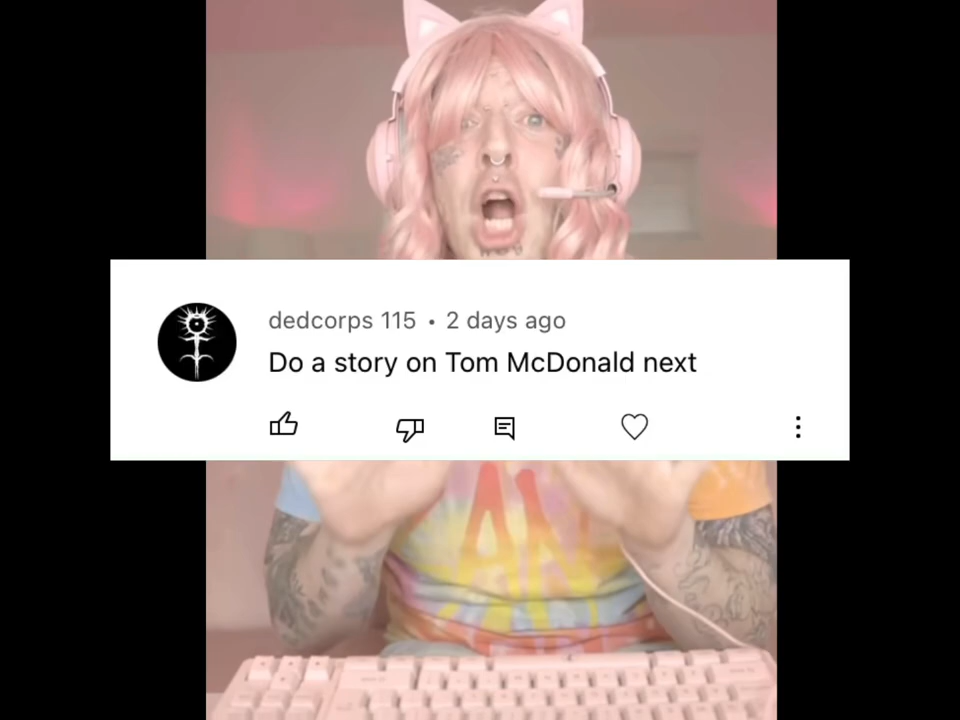 dedcorps 115 • 2 days ago
Do a story on Tom McDonald next